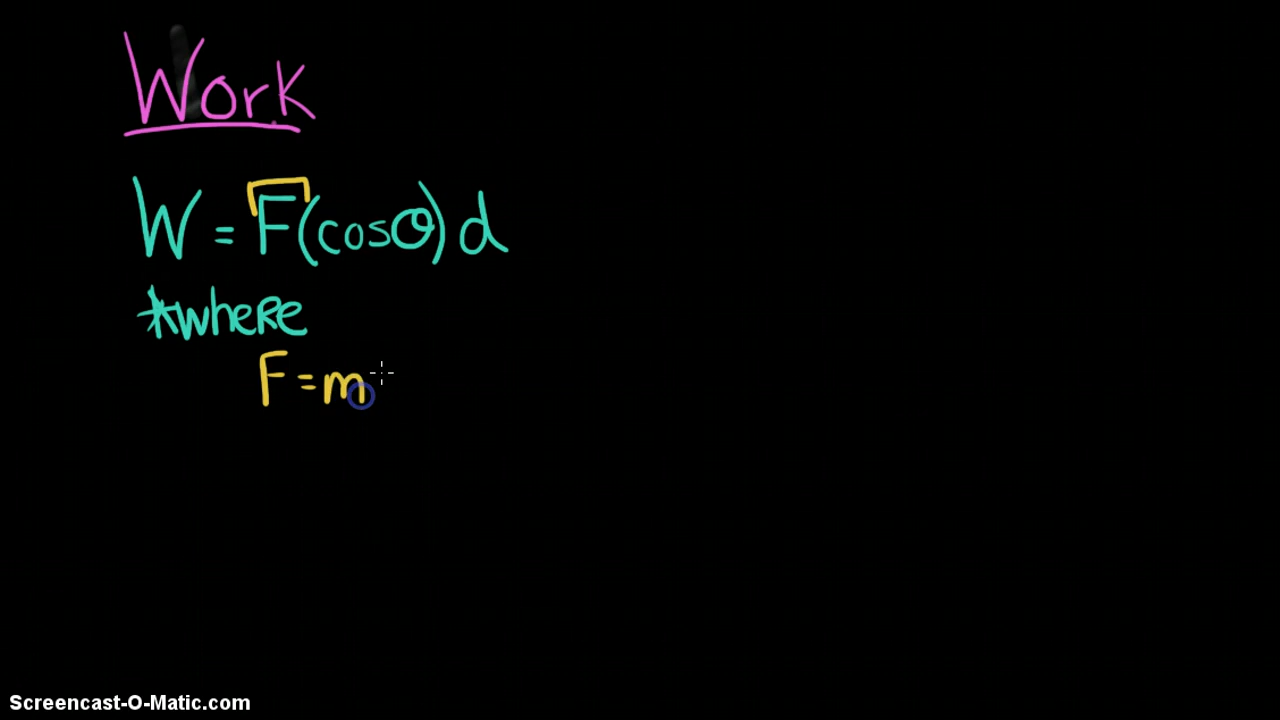 Work
W = F(cosθ)d
*where
F = m
Screencast-O-Matic.com